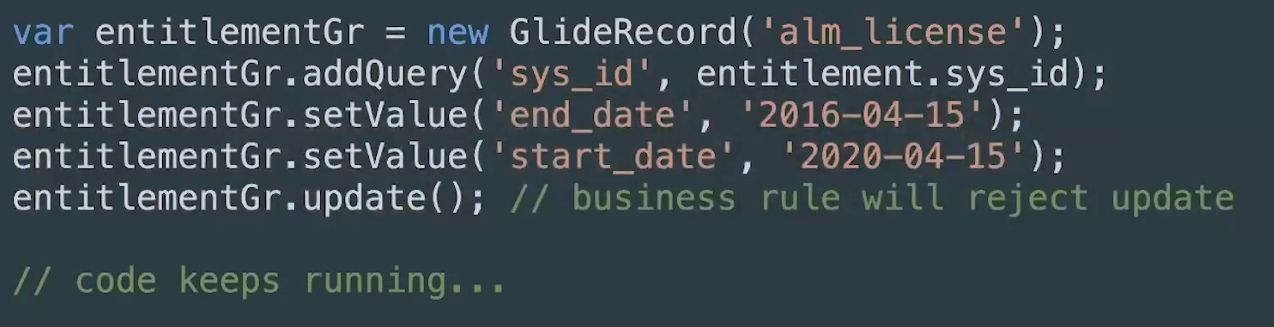 var entitlementGr = new GlideRecord('alm_license');
entitlementGr.addQuery('sys_id', entitlement.sys_id);
entitlementGr.setValue('end_date', '2016-04-15');
entitlementGr.setValue('start_date', '2020-04-15');
entitlementGr.update(); // business rule will reject update
// code keeps running...